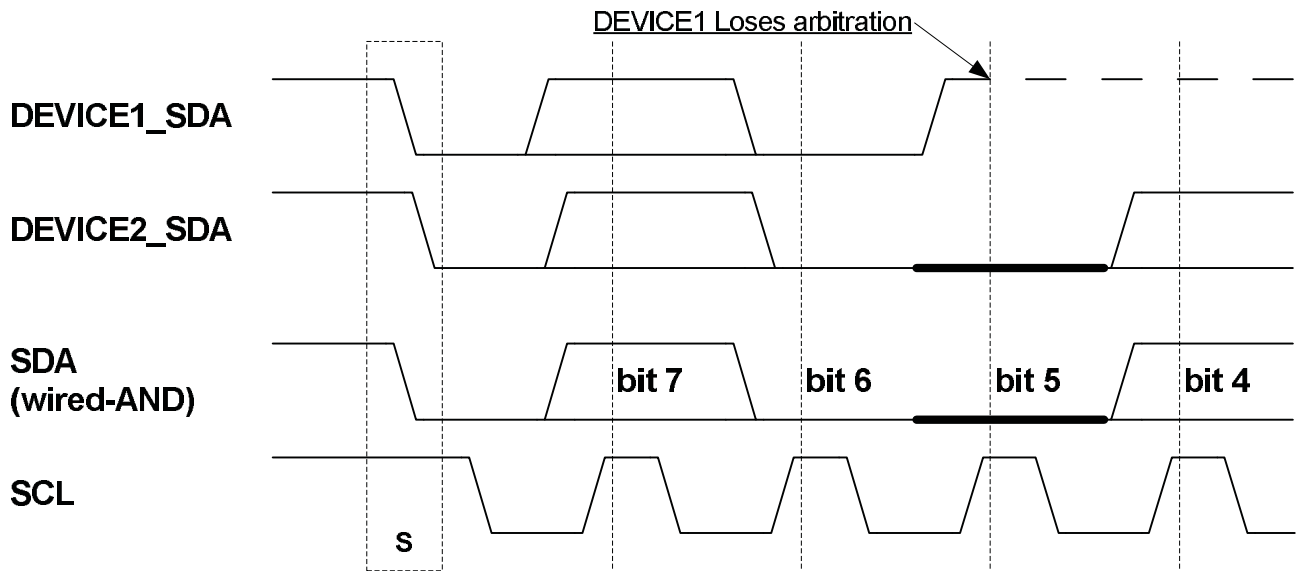 DEVICE1 Loses arbitration
DEVICE1_SDA
DEVICE2_SDA
SDA
(wired-AND)
bit 7 bit 6 bit 5 bit 4
SCL
S